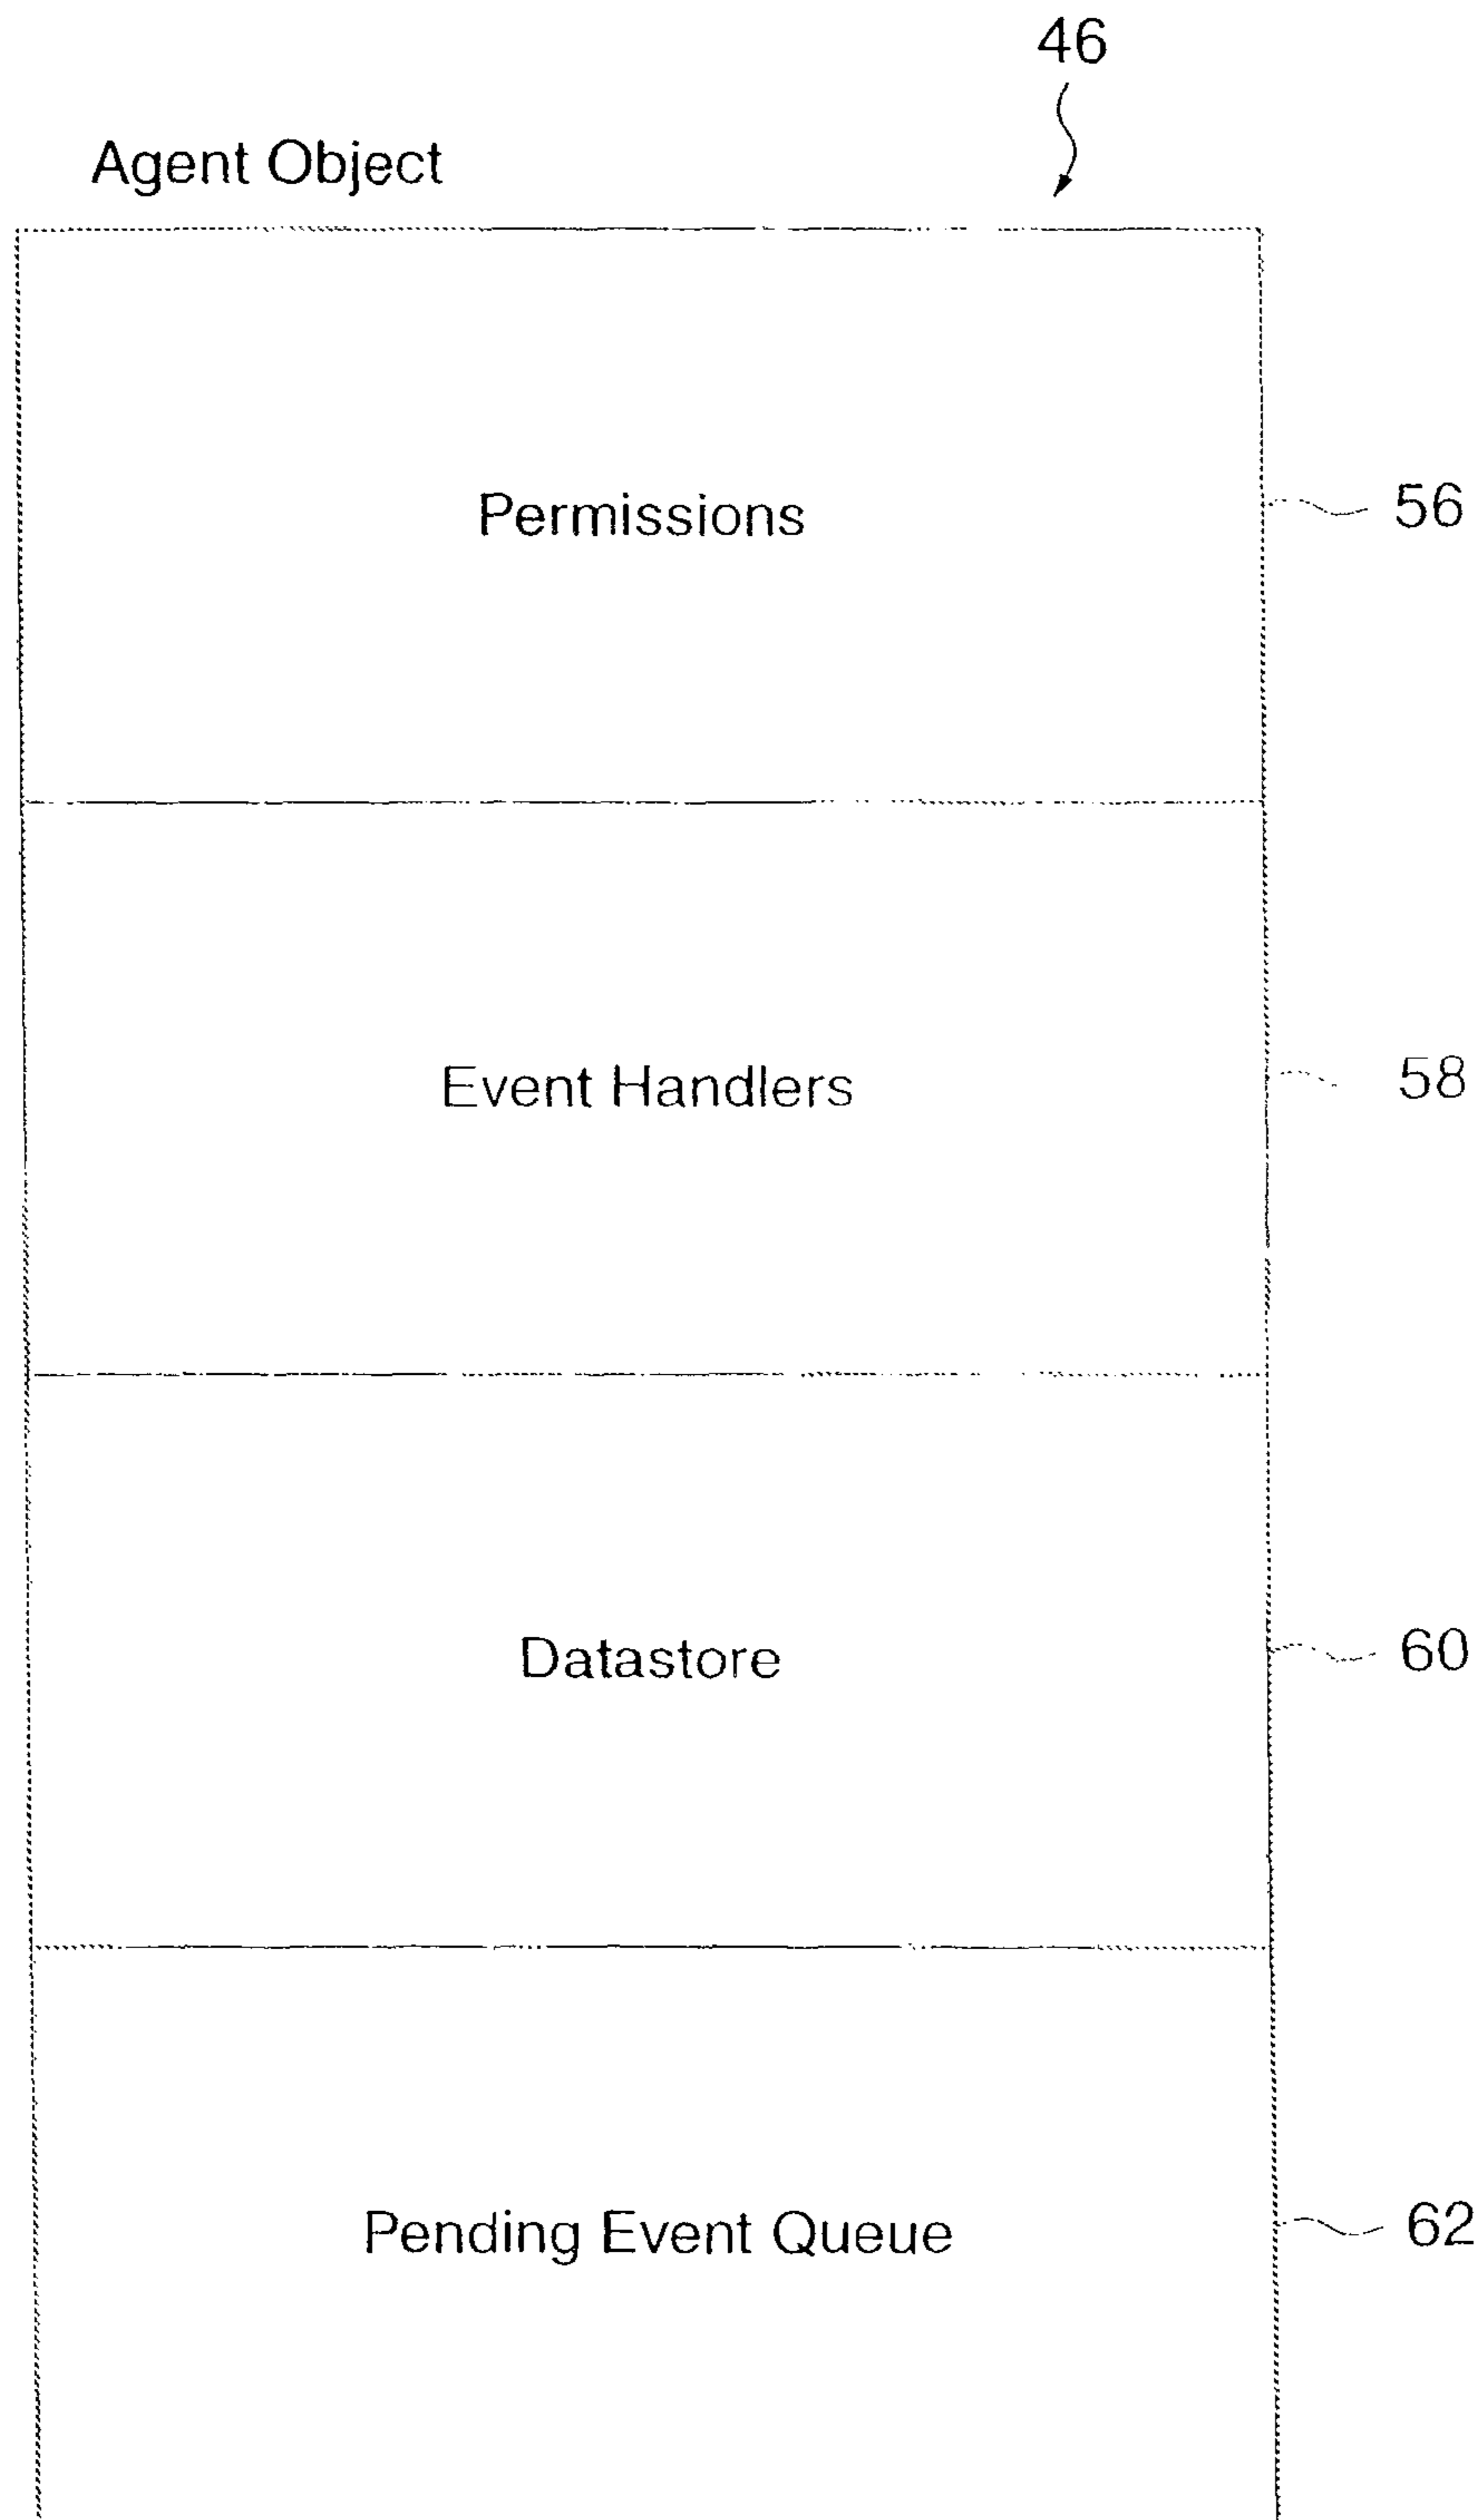 46
Agent Object
Permissions
56
Event Handlers
58
Datastore
60
Pending Event Queue
62